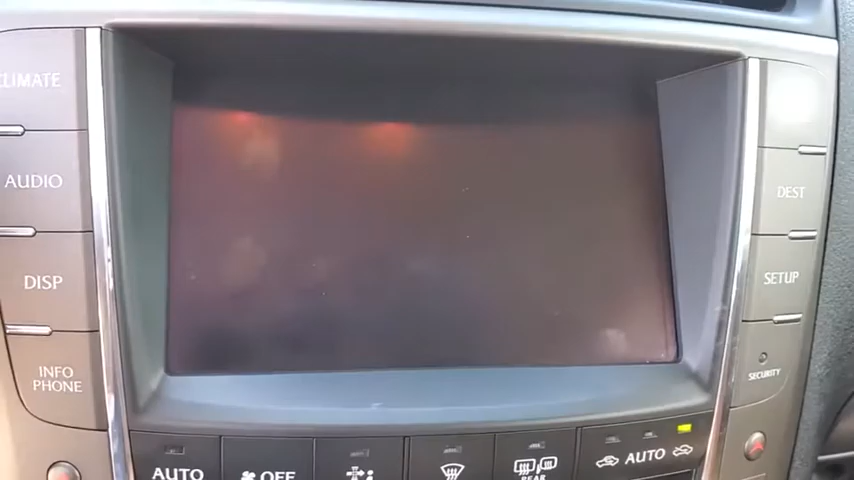 CLIMATE
AUDIO
DISP
INFO
PHONE
DEST
SETUP
SECURITY
AUTO
OFF
REAR
AUTO